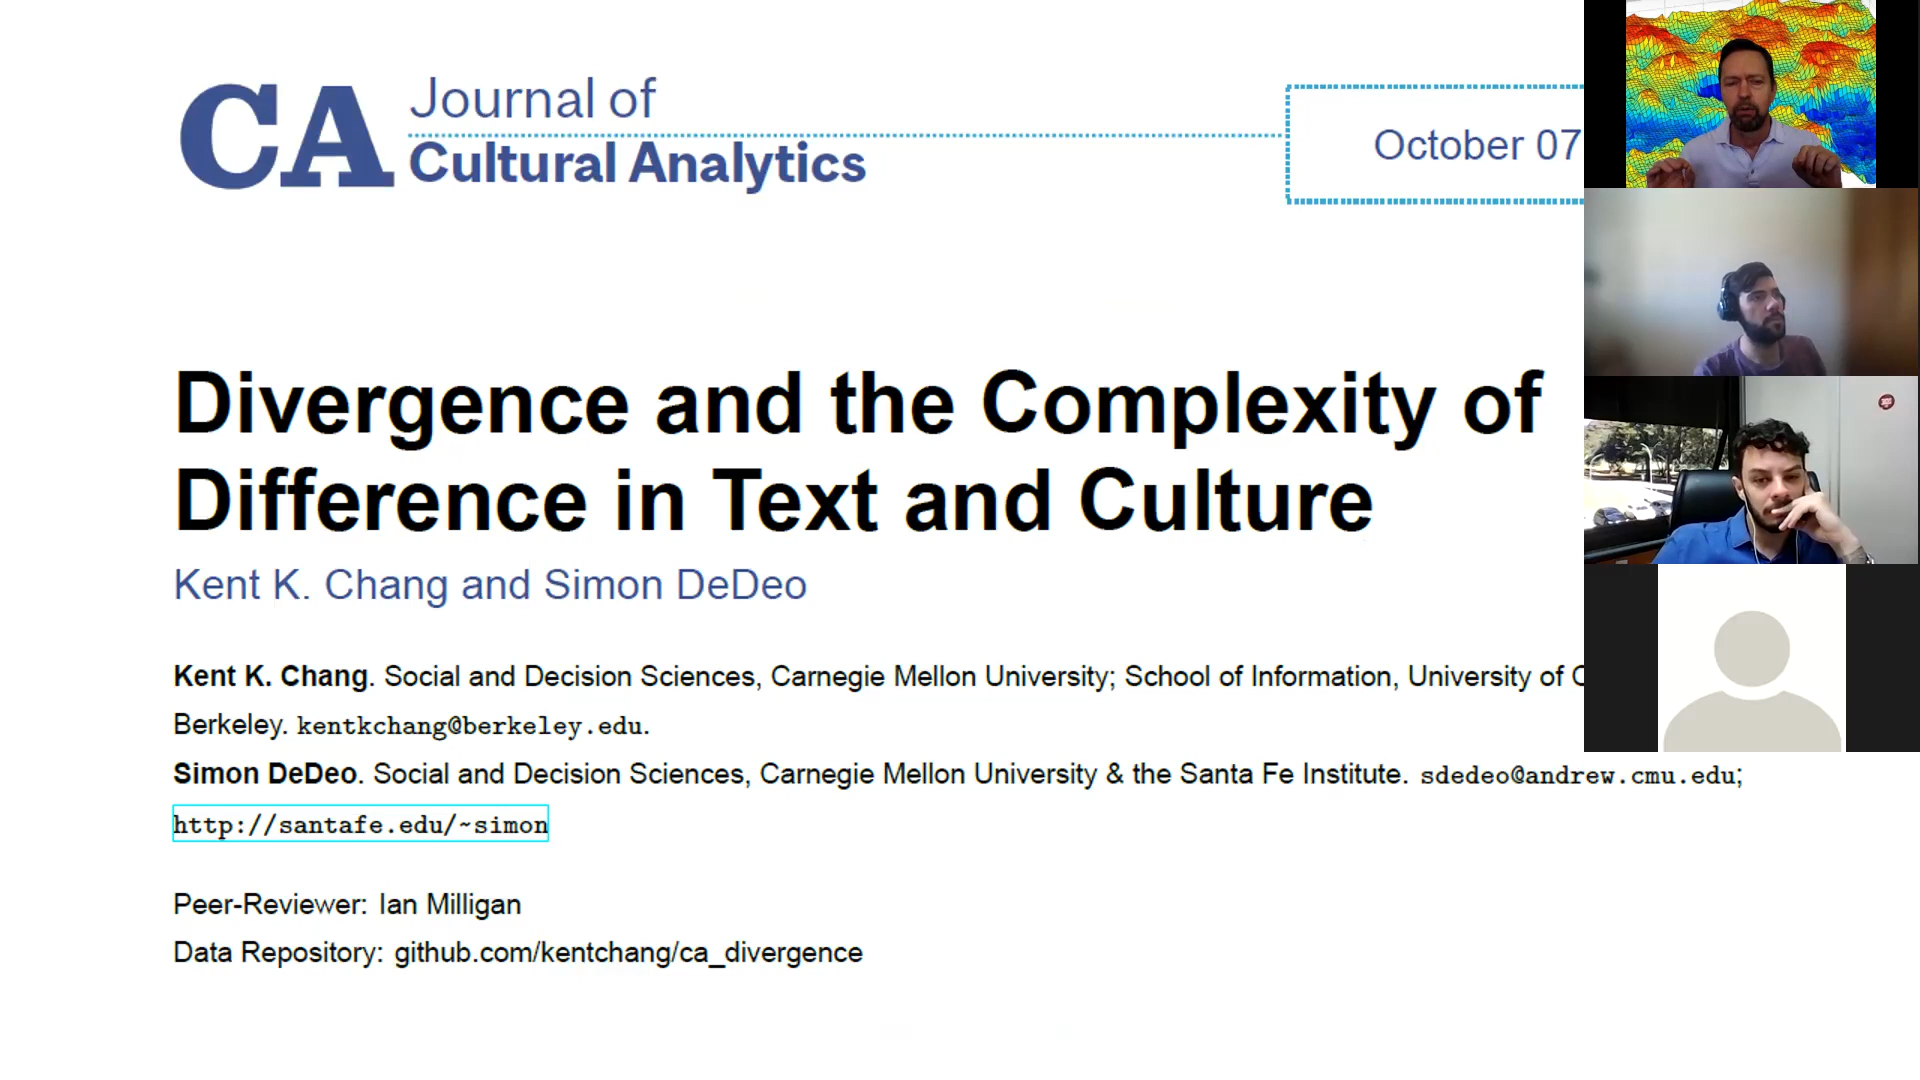 CA Journal of
Cultural Analytics
October 07
Divergence and the Complexity of
Difference in Text and Culture
Kent K. Chang and Simon DeDeo
Kent K. Chang. Social and Decision Sciences, Carnegie Mellon University; School of Information, University of C
Berkeley. kentkchang@berkeley.edu.
Simon DeDeo. Social and Decision Sciences, Carnegie Mellon University & the Santa Fe Institute. sdedeo@andrew.cmu.edu;
http://santafe.edu/~simon
Peer-Reviewer: Ian Milligan
Data Repository: github.com/kentchang/ca_divergence